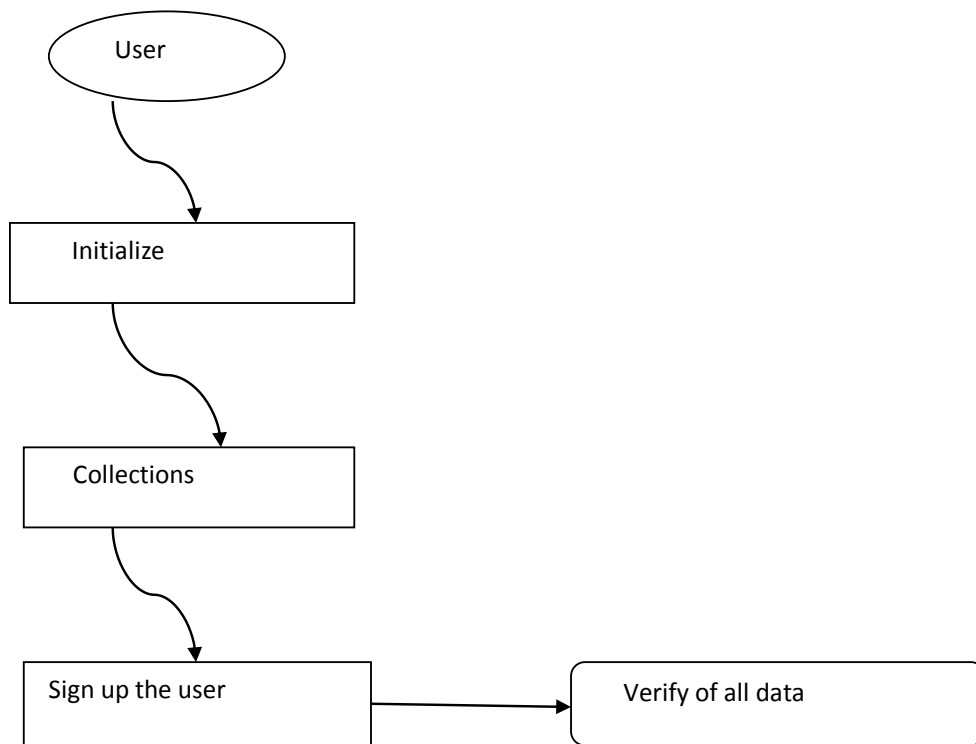 User
Initialize
Collections
Sign up the user
Verify of all data